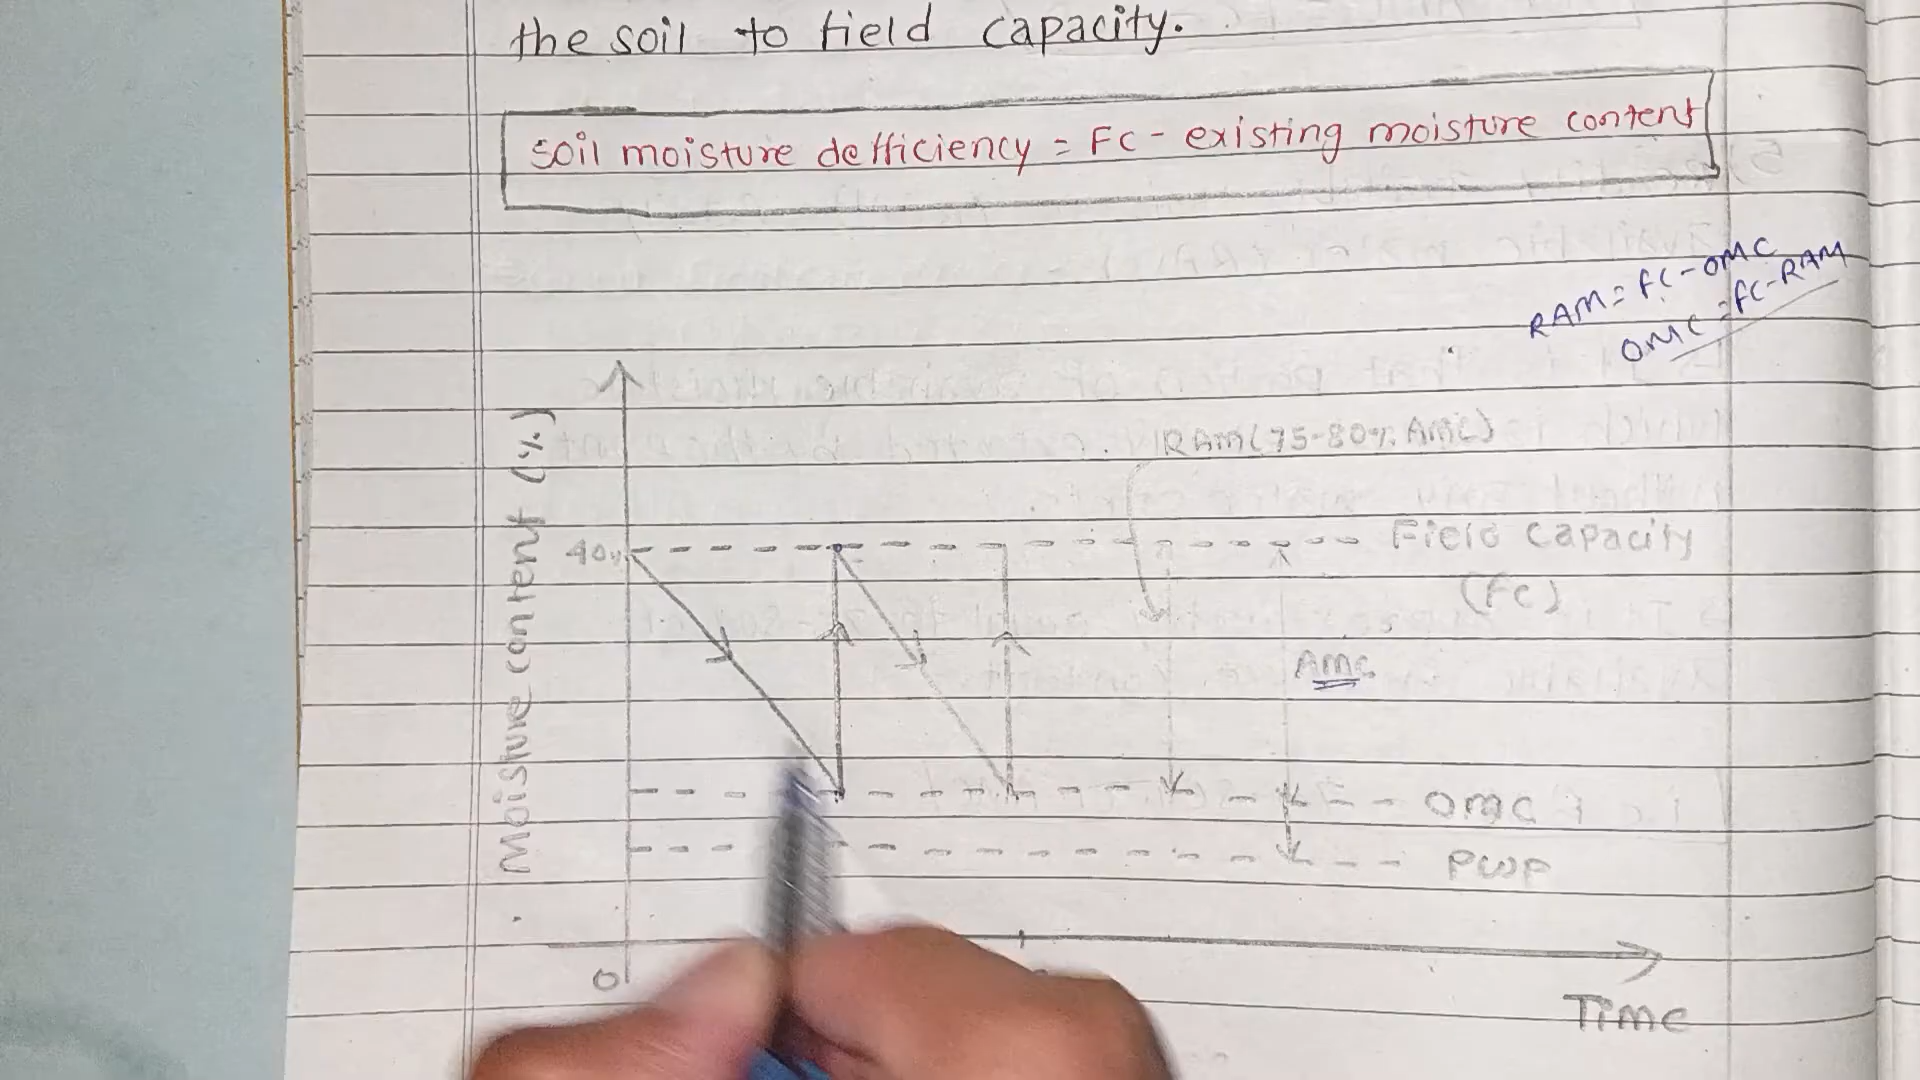 the soil to field capacity.
soil moisture defficiency = FC - existing moisture content
RAM = FC - OMC
OMC = FC - RAM
RAM (75-80% AMC)
40%
Field Capacity
(FC)
AMC
Moisture content (%)
OMC
PWP
0
Time